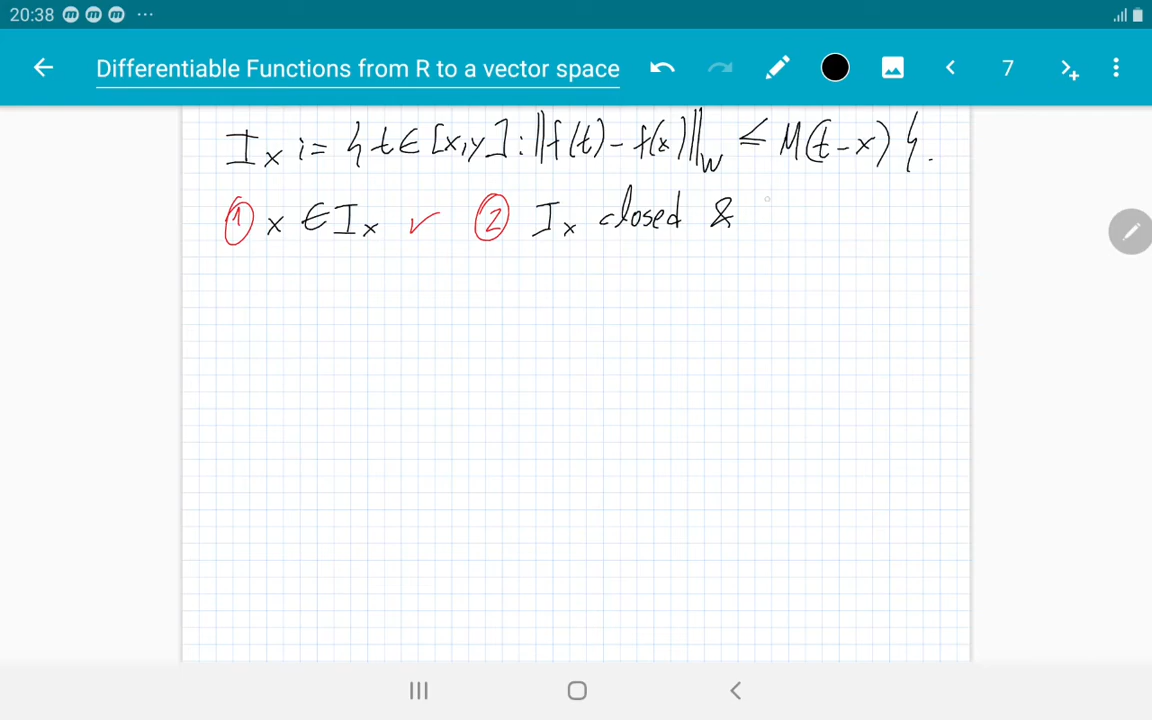 20:38
Differentiable Functions from R to a vector space 7
I_x := { t ∈ [x,y] : ||f(t) - f(x)||_W ≤ M(t-x) }.
① x ∈ I_x ✓ ② I_x closed &